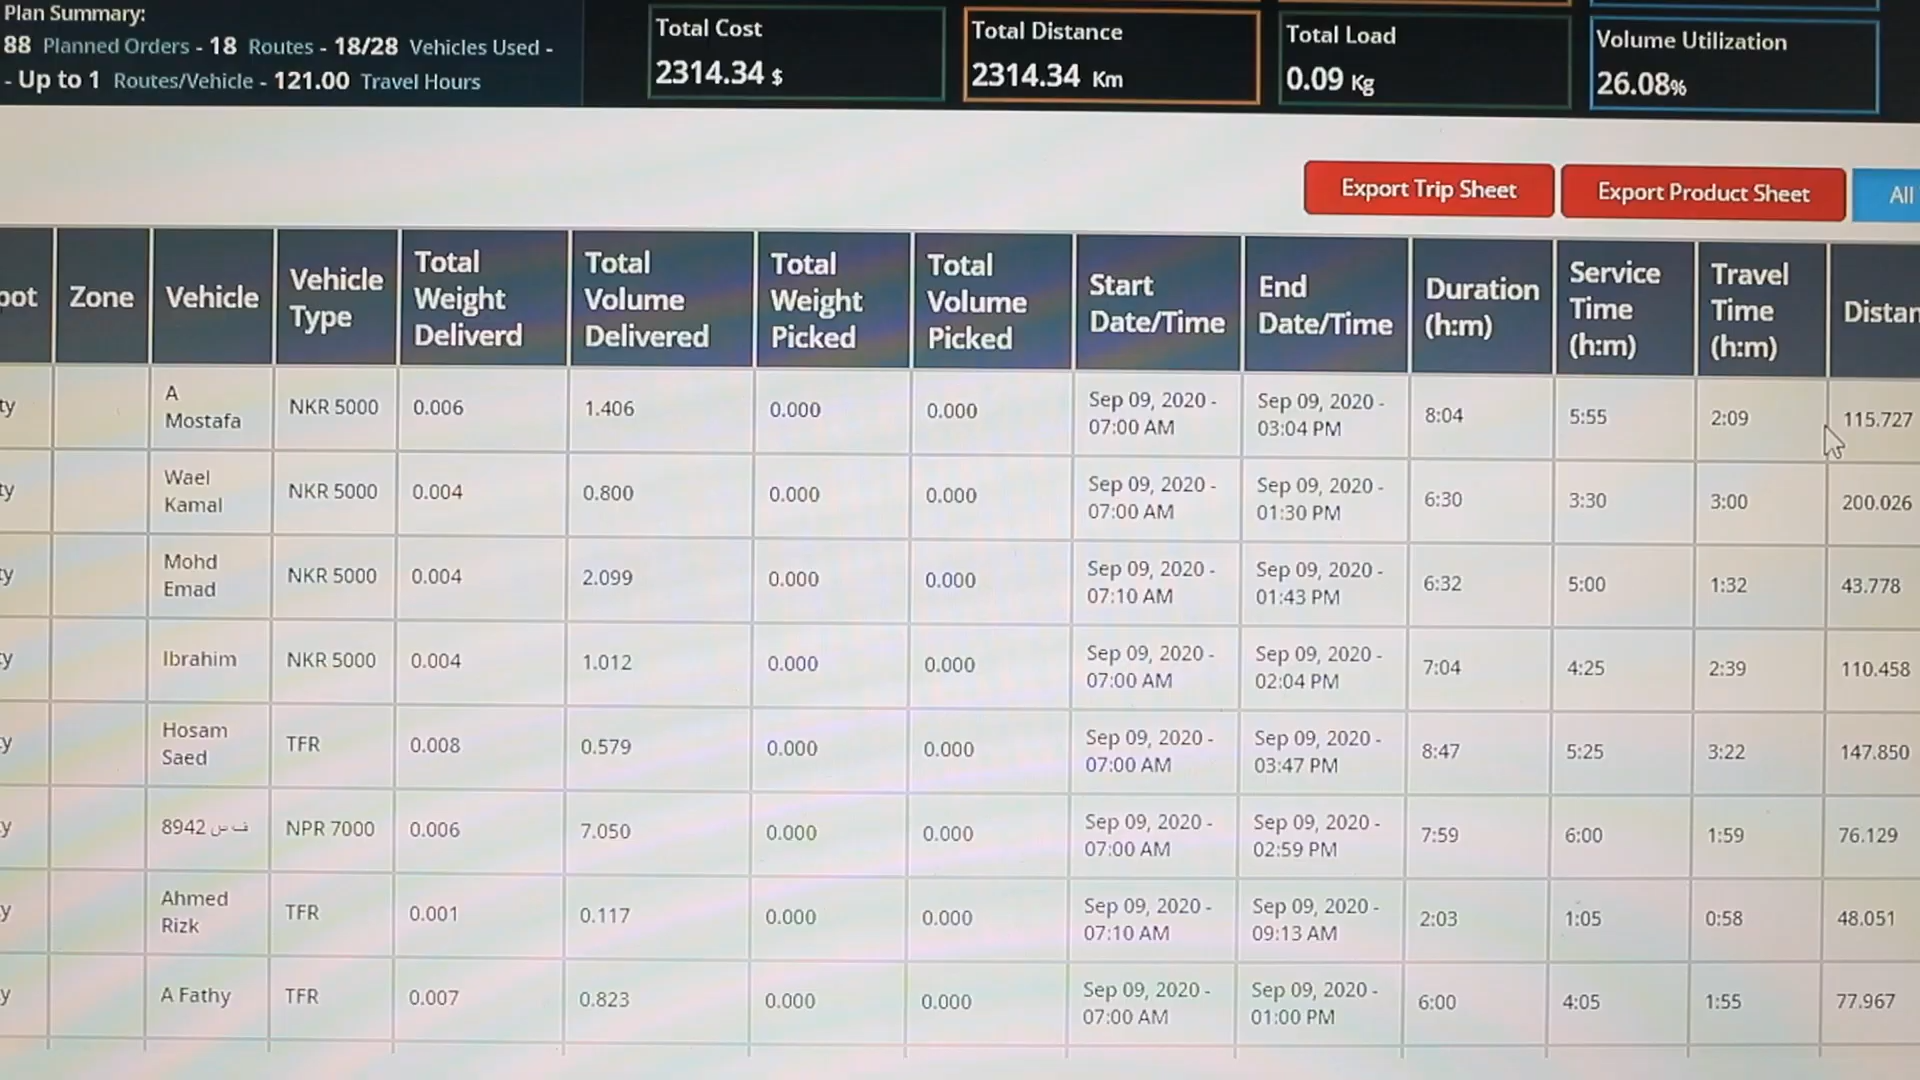 Plan Summary:
88 Planned Orders - 18 Routes - 18/28 Vehicles Used -
- Up to 1 Routes/Vehicle - 121.00 Travel Hours
Total Cost
2314.34 $
Total Distance
2314.34 Km
Total Load
0.09 Kg
Volume Utilization
26.08%
Export Trip Sheet
Export Product Sheet
All
Zone
Vehicle
Vehicle
Type
Total
Weight
Deliverd
Total
Volume
Delivered
Total
Weight
Picked
Total
Volume
Picked
Start
Date/Time
End
Date/Time
Duration
(h:m)
Service
Time
(h:m)
Travel
Time
(h:m)
Distan
ty
A
Mostafa
NKR 5000
0.006
1.406
0.000
0.000
Sep 09, 2020 -
07:00 AM
Sep 09, 2020 -
03:04 PM
8:04
5:55
2:09
115.727
ty
Wael
Kamal
NKR 5000
0.004
0.800
0.000
0.000
Sep 09, 2020 -
07:00 AM
Sep 09, 2020 -
01:30 PM
6:30
3:30
3:00
200.026
ty
Mohd
Emad
NKR 5000
0.004
2.099
0.000
0.000
Sep 09, 2020 -
07:10 AM
Sep 09, 2020 -
01:43 PM
6:32
5:00
1:32
43.778
y
Ibrahim
NKR 5000
0.004
1.012
0.000
0.000
Sep 09, 2020 -
07:00 AM
Sep 09, 2020 -
02:04 PM
7:04
4:25
2:39
110.458
y
Hosam
Saed
TFR
0.008
0.579
0.000
0.000
Sep 09, 2020 -
07:00 AM
Sep 09, 2020 -
03:47 PM
8:47
5:25
3:22
147.850
y
8942 ف س
NPR 7000
0.006
7.050
0.000
0.000
Sep 09, 2020 -
07:00 AM
Sep 09, 2020 -
02:59 PM
7:59
6:00
1:59
76.129
y
Ahmed
Rizk
TFR
0.001
0.117
0.000
0.000
Sep 09, 2020 -
07:10 AM
Sep 09, 2020 -
09:13 AM
2:03
1:05
0:58
48.051
y
A Fathy
TFR
0.007
0.823
0.000
0.000
Sep 09, 2020 -
07:00 AM
Sep 09, 2020 -
01:00 PM
6:00
4:05
1:55
77.967